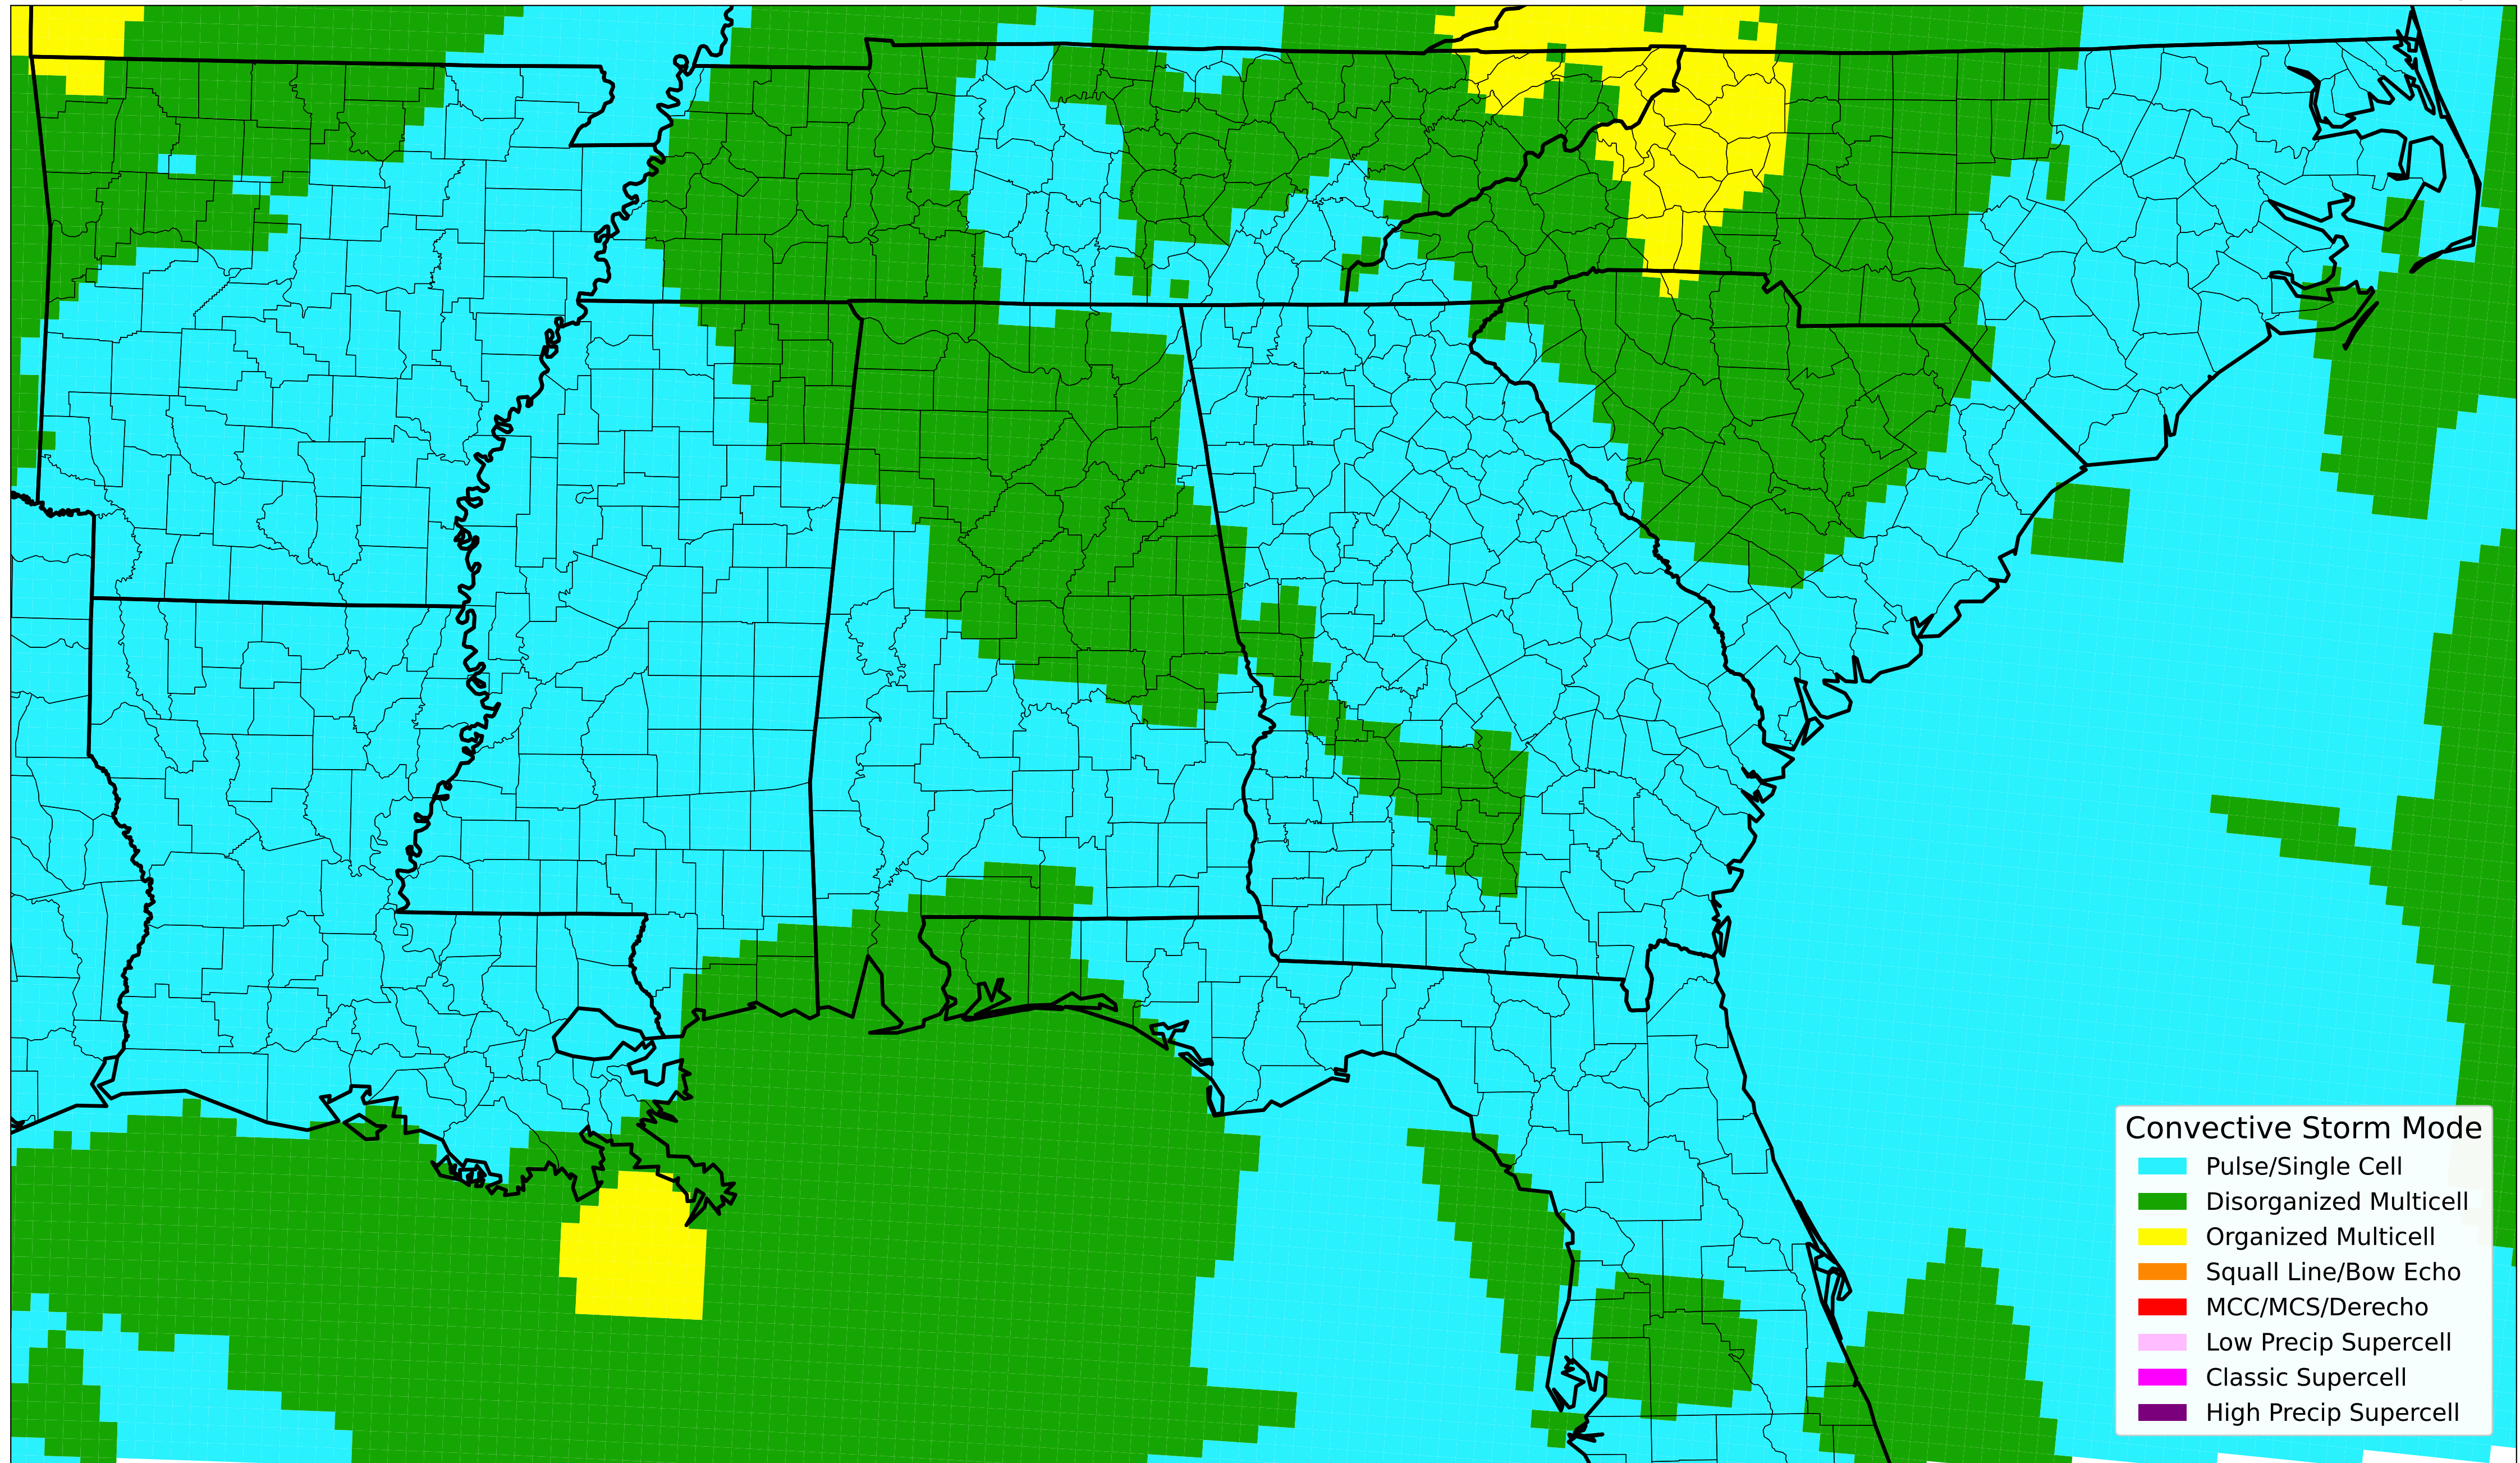 Convective Storm Mode
Pulse/Single Cell
Disorganized Multicell
Organized Multicell
Squall Line/Bow Echo
MCC/MCS/Derecho
Low Precip Supercell
Classic Supercell
High Precip Supercell